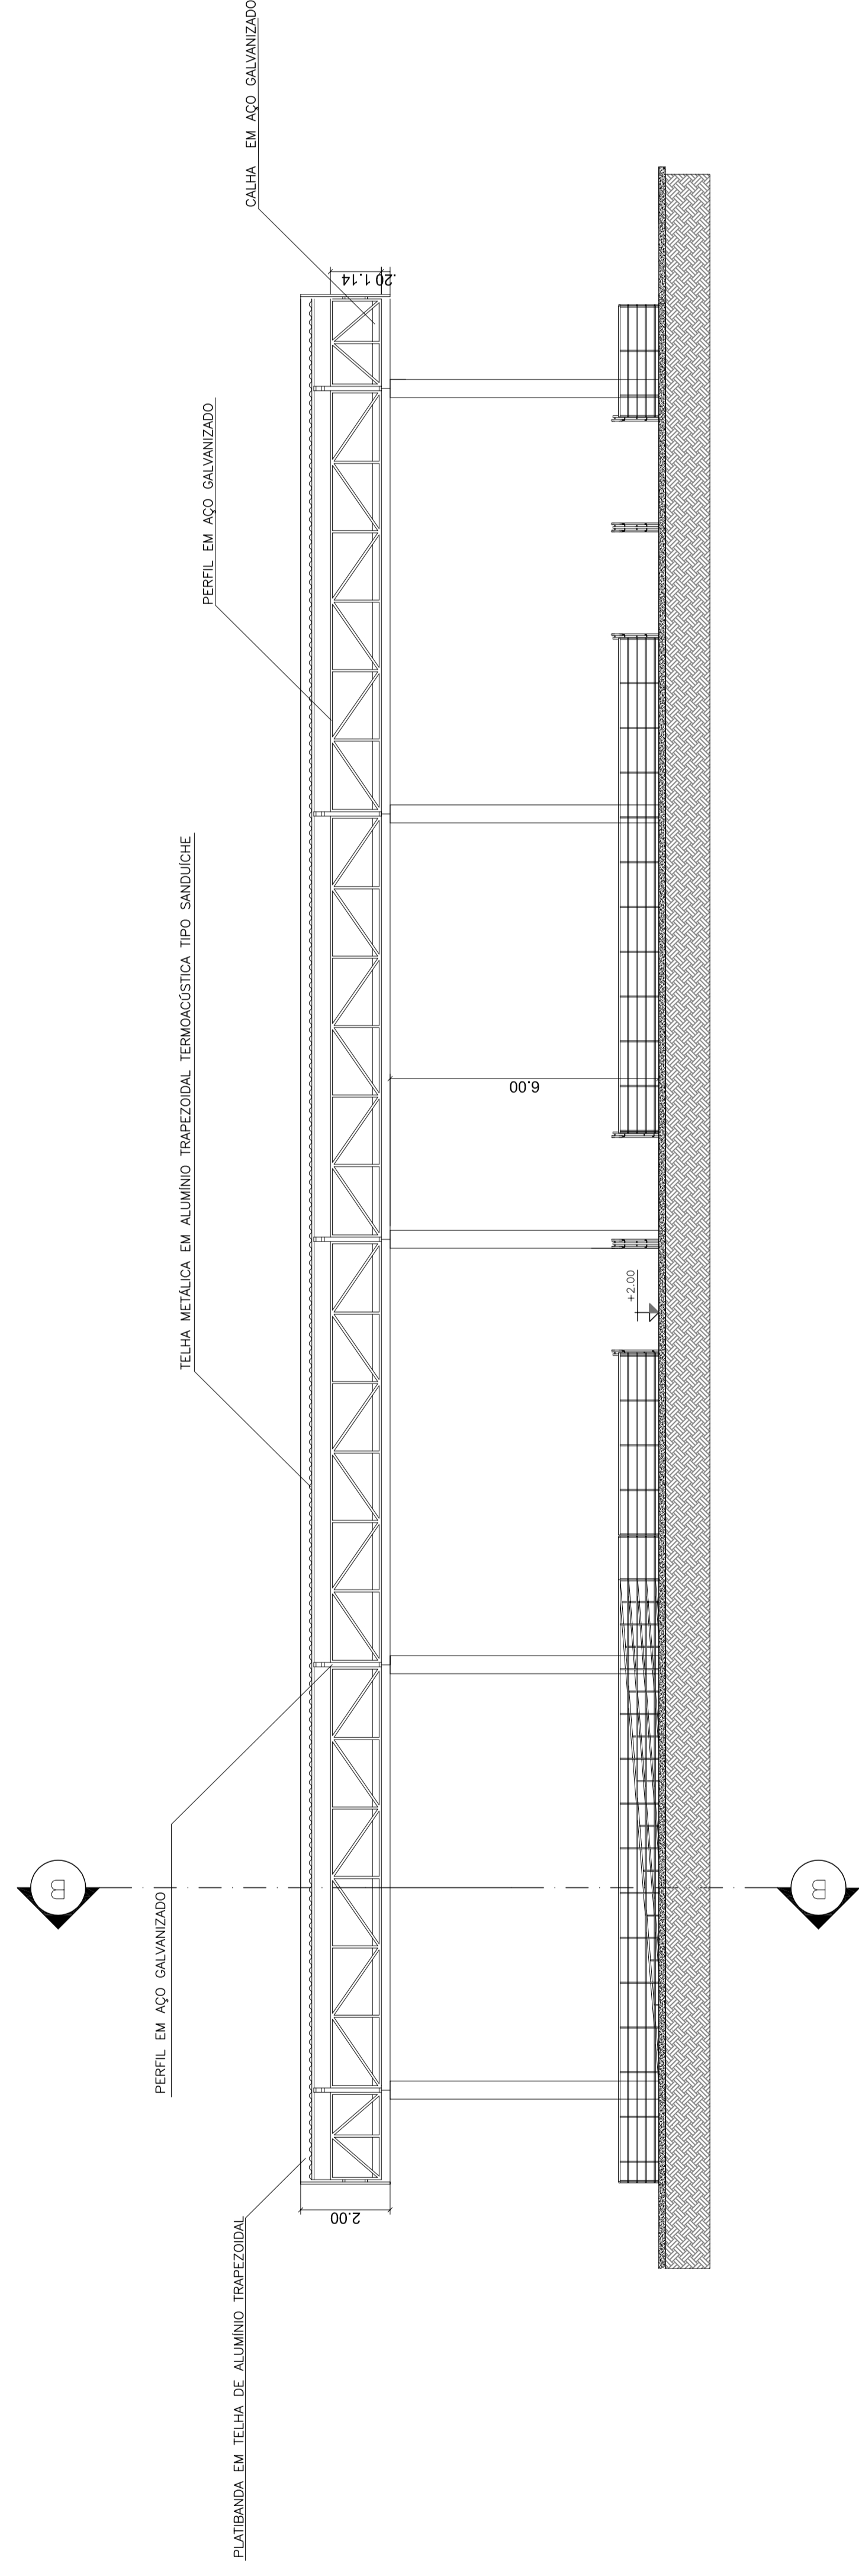 PLATIBANDA EM TELHA DE ALUMÍNIO TRAPEZOIDAL
PERFIL EM AÇO GALVANIZADO
TELHA METÁLICA EM ALUMÍNIO TRAPEZOIDAL TERMOACÚSTICA TIPO SANDUÍCHE
PERFIL EM AÇO GALVANIZADO
CALHA EM AÇO GALVANIZADO
2.00
.20 1.14
6.00
+2.00
B
B